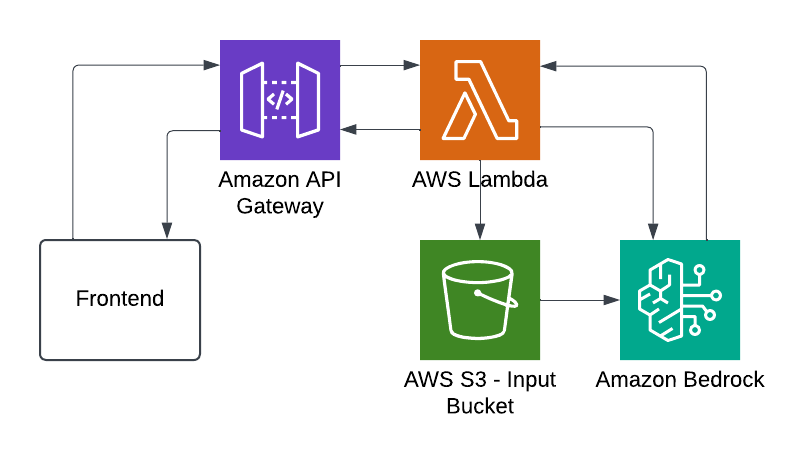 Amazon API
Gateway
AWS Lambda
Frontend
AWS S3 - Input
Bucket
Amazon Bedrock